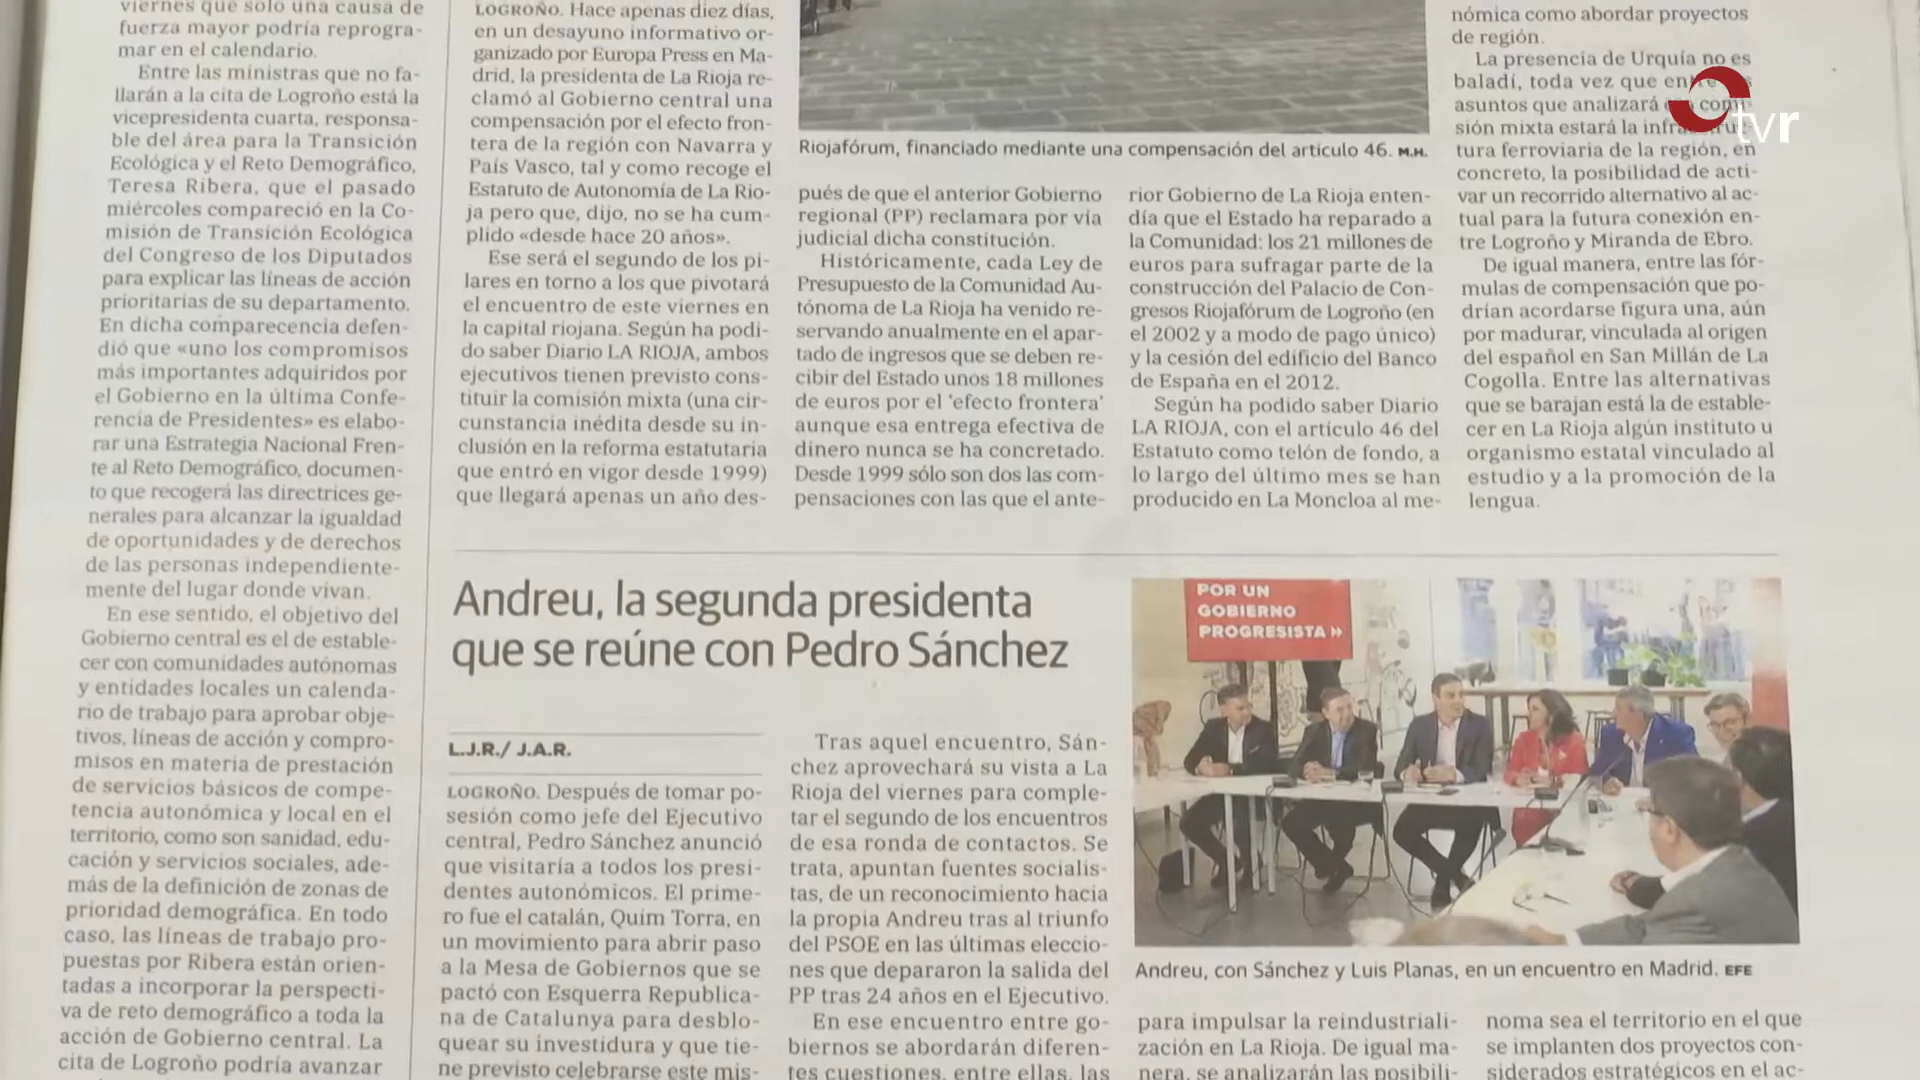 viernes que sólo una causa de
fuerza mayor podría reprogra-
mar en el calendario.
Entre las ministras que no fa-
llarán a la cita de Logroño está la
vicepresidenta cuarta, responsa-
ble del área para la Transición
Ecológica y el Reto Demográfico,
Teresa Ribera, que el pasado
miércoles compareció en la Co-
misión de Transición Ecológica
del Congreso de los Diputados
para explicar las líneas de acción
prioritarias de su departamento.
En dicha comparecencia defen-
dió que «uno los compromisos
más importantes adquiridos por
el Gobierno en la última Confe-
rencia de Presidentes» es elabo-
rar una Estrategia Nacional Fren-
te al Reto Demográfico, documen-
to que recogerá las directrices ge-
nerales para alcanzar la igualdad
de oportunidades y de derechos
de las personas independiente-
mente del lugar donde vivan.
En ese sentido, el objetivo del
Gobierno central es el de estable-
cer con comunidades autónomas
y entidades locales un calenda-
rio de trabajo para aprobar obje-
tivos, líneas de acción y compro-
misos en materia de prestación
de servicios básicos de compe-
tencia autonómica y local en el
territorio, como son sanidad, edu-
cación y servicios sociales, ade-
más de la definición de zonas de
prioridad demográfica. En todo
caso, las líneas de trabajo pro-
puestas por Ribera están orien-
tadas a incorporar la perspecti-
va de reto demográfico a toda la
acción de Gobierno central. La
cita de Logroño podría avanzar
LOGROÑO. Hace apenas diez días,
en un desayuno informativo or-
ganizado por Europa Press en Ma-
drid, la presidenta de La Rioja re-
clamó al Gobierno central una
compensación por el efecto fron-
tera de la región con Navarra y
País Vasco, tal y como recoge el
Estatuto de Autonomía de La Rio-
ja pero que, dijo, no se ha cum-
plido «desde hace 20 años».
Ese será el segundo de los pi-
lares en torno a los que pivotará
el encuentro de este viernes en
la capital riojana. Según ha podi-
do saber Diario LA RIOJA, ambos
ejecutivos tienen previsto cons-
tituir la comisión mixta (una cir-
cunstancia inédita desde su in-
clusión en la reforma estatutaria
que entró en vigor desde 1999)
que llegará apenas un año des-
Riojafórum, financiado mediante una compensación del articulo 46. M.H.
pués de que el anterior Gobierno
regional (PP) reclamara por vía
judicial dicha constitución.
Históricamente, cada Ley de
Presupuesto de la Comunidad Au-
tónoma de La Rioja ha venido re-
servando anualmente en el apar-
tado de ingresos que se deben re-
cibir del Estado unos 18 millones
de euros por el 'efecto frontera'
aunque esa entrega efectiva de
dinero nunca se ha concretado.
Desde 1999 sólo son dos las com-
pensaciones con las que el ante-
rior Gobierno de La Rioja enten-
día que el Estado ha reparado a
la Comunidad: los 21 millones de
euros para sufragar parte de la
construcción del Palacio de Con-
gresos Riojafórum de Logroño (en
el 2002 y a modo de pago único)
y la cesión del edificio del Banco
de España en el 2012.
Según ha podido saber Diario
LA RIOJA, con el artículo 46 del
Estatuto como telón de fondo, a
lo largo del último mes se han
producido en La Moncloa al me-
nómica como abordar proyectos
de región.
La presencia de Urquía no es
baladí, toda vez que entre
asuntos que analizará
sión mixta estará la
tura ferroviaria de la región, en
concreto, la posibilidad de acti-
var un recorrido alternativo al ac-
tual para la futura conexión en-
tre Logroño y Miranda de Ebro.
De igual manera, entre las fór-
mulas de compensación que po-
drían acordarse figura una, aún
por madurar, vinculada al origen
del español en San Millán de La
Cogolla. Entre las alternativas
que se barajan está la de estable-
cer en La Rioja algún instituto u
organismo estatal vinculado al
estudio y a la promoción de la
lengua.
tvr
Andreu, la segunda presidenta
que se reúne con Pedro Sánchez
L.J.R./ J.A.R.
LOGROÑO. Después de tomar po-
sesión como jefe del Ejecutivo
central, Pedro Sánchez anunció
que visitaría a todos los presi-
dentes autonómicos. El prime-
ro fue el catalán, Quim Torra, en
un movimiento para abrir paso
a la Mesa de Gobiernos que se
pactó con Esquerra Republica-
na de Catalunya para desblo-
quear su investidura y que tie-
ne previsto celebrarse este mis-
Tras aquel encuentro, Sán-
chez aprovechará su vista a La
Rioja del viernes para comple-
tar el segundo de los encuentros
de esa ronda de contactos. Se
trata, apuntan fuentes socialis-
tas, de un reconocimiento hacia
la propia Andreu tras al triunfo
del PSOE en las últimas eleccio-
nes que depararon la salida del
PP tras 24 años en el Ejecutivo.
En ese encuentro entre go-
biernos se abordarán diferen-
tes cuestiones, entre ellas, las
POR UN
GOBIERNO
PROGRESISTA »
Andreu, con Sánchez y Luis Planas, en un encuentro en Madrid. EFE
para impulsar la reindustriali-
zación en La Rioja. De igual ma-
nera, se analizarán las posibili-
noma sea el territorio en el que
se implanten dos proyectos con-
siderados estratégicos en el ac-